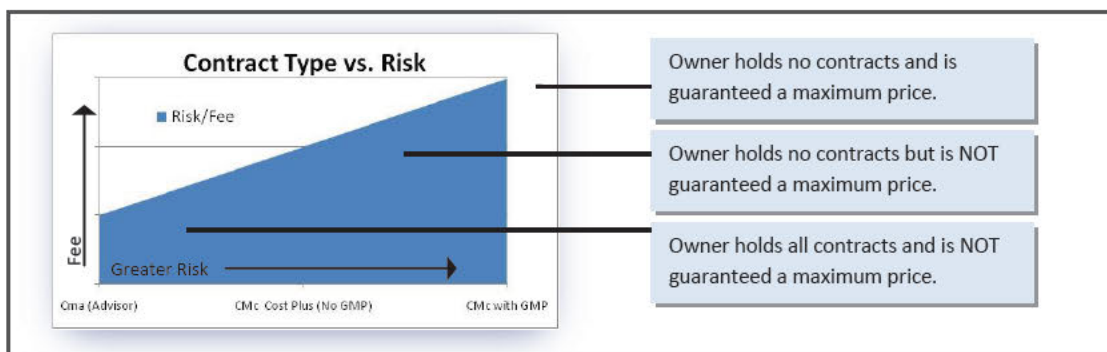 Contract Type vs. Risk
Risk/Fee
Fee
Greater Risk
Cma (Advisor)
CMc Cost Plus (No GMP)
CMc with GMP
Owner holds no contracts and is
guaranteed a maximum price.
Owner holds no contracts but is NOT
guaranteed a maximum price.
Owner holds all contracts and is NOT
guaranteed a maximum price.